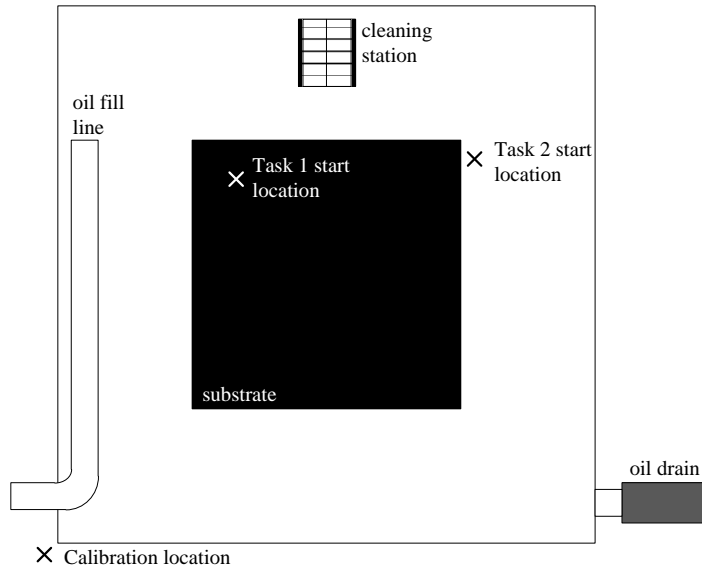 cleaning
station
oil fill
line
Task 1 start
location
Task 2 start
location
substrate
oil drain
Calibration location